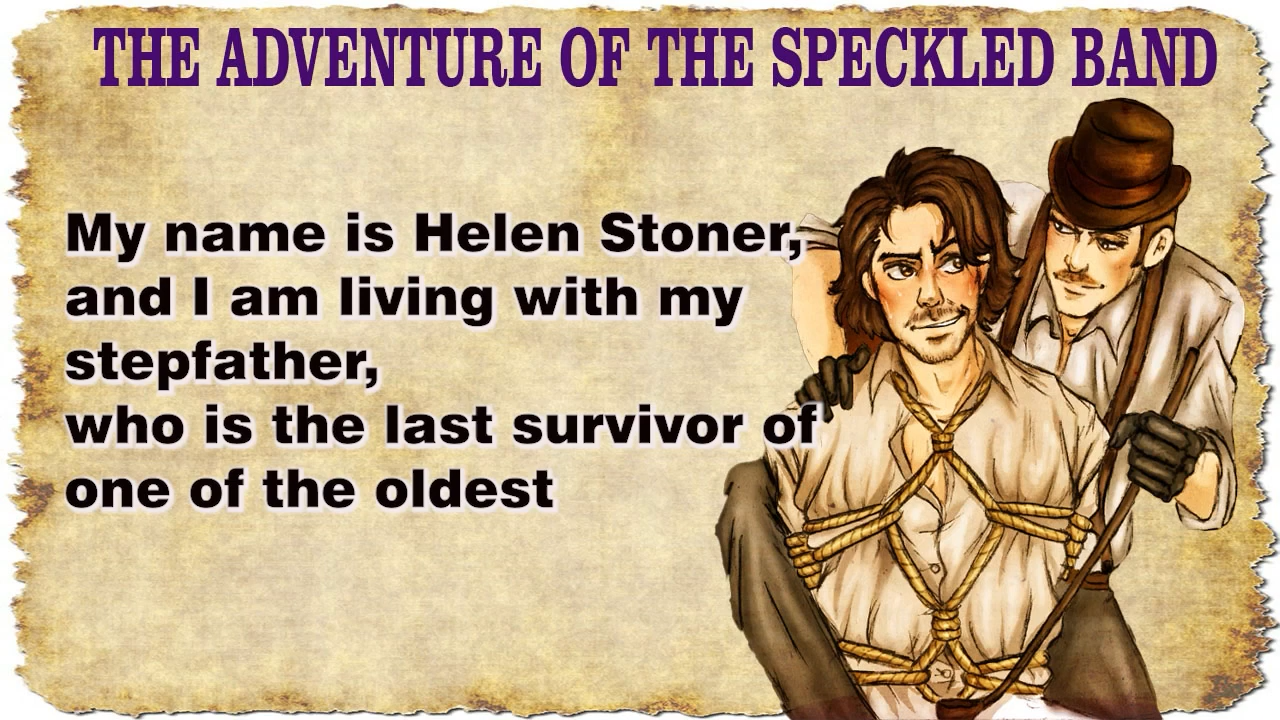 THE ADVENTURE OF THE SPECKLED BAND
My name is Helen Stoner,
and I am living with my
stepfather,
who is the last survivor of
one of the oldest